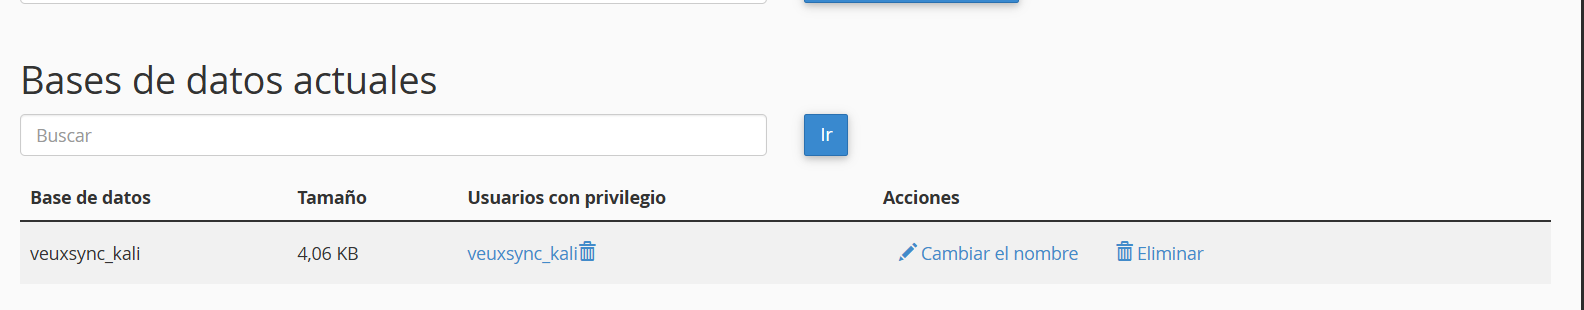 Bases de datos actuales
Buscar
Ir
Base de datos Tamaño Usuarios con privilegio Acciones
veuxsync_kali 4,06 KB veuxsync_kali Cambiar el nombre Eliminar